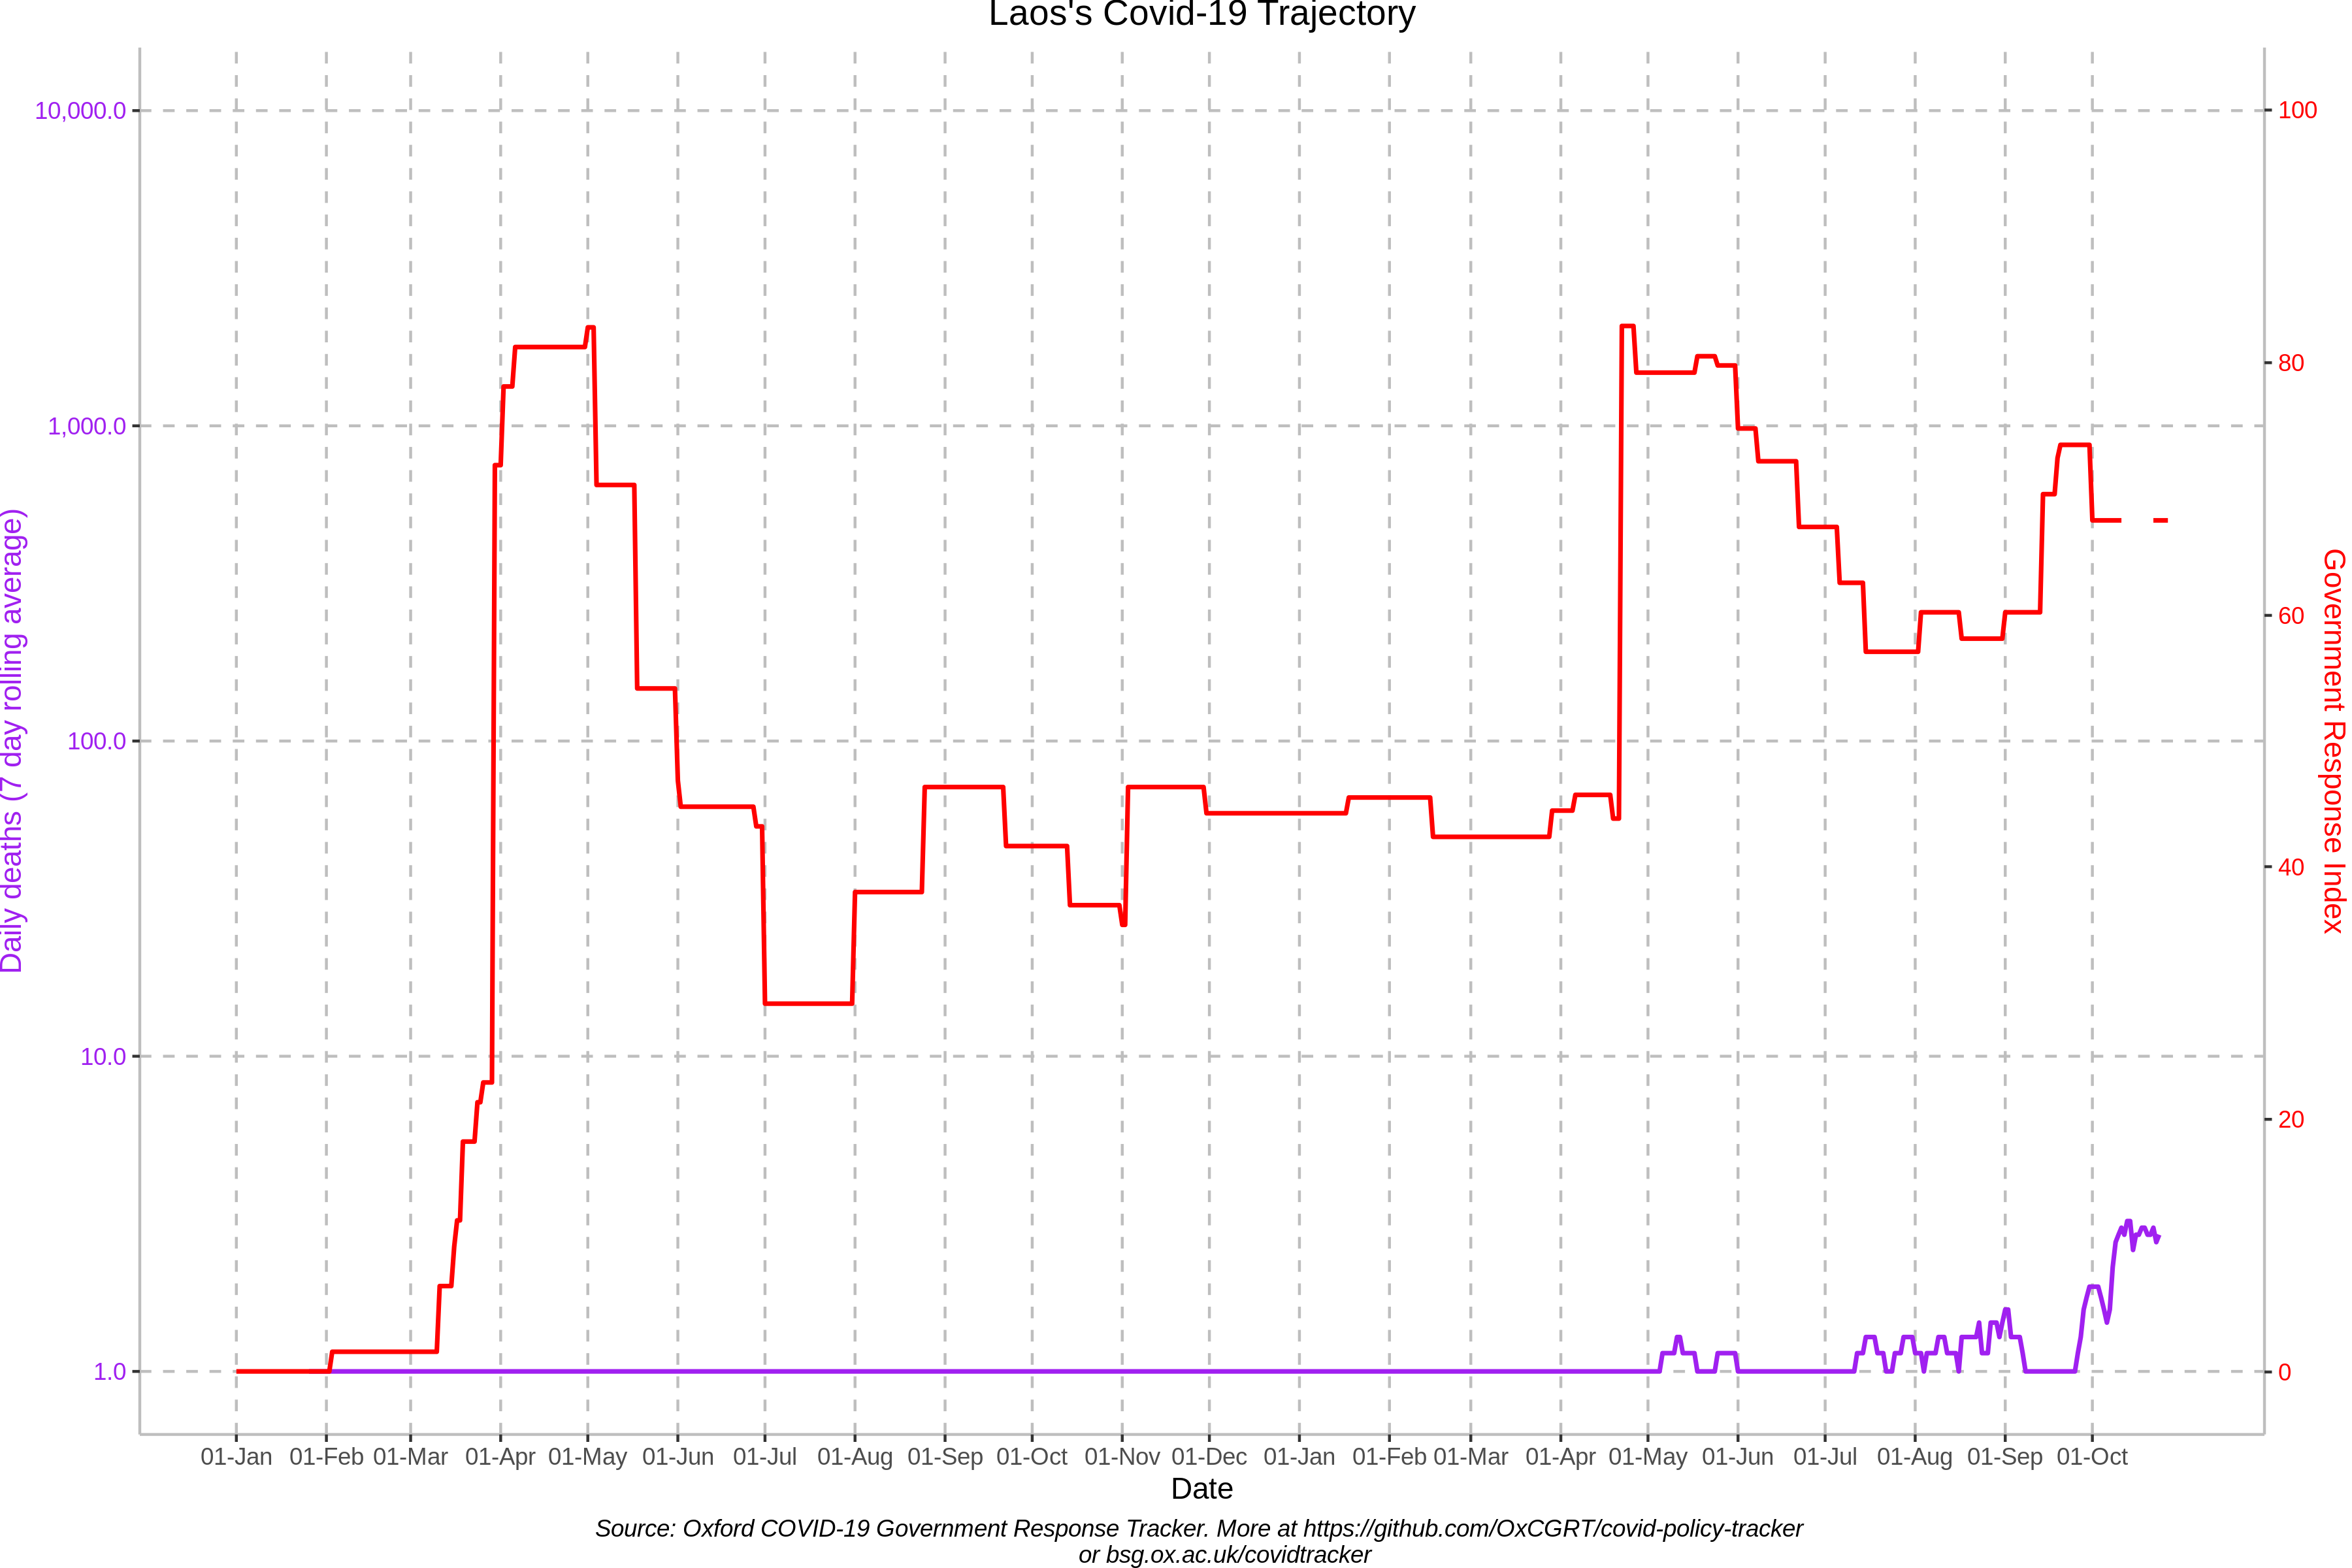 Laos's Covid-19 Trajectory
10,000.0
1,000.0
100.0
10.0
1.0
Daily deaths (7 day rolling average)
100
80
60
40
20
0
Government Response Index
01-Jan 01-Feb 01-Mar 01-Apr 01-May 01-Jun 01-Jul 01-Aug 01-Sep 01-Oct 01-Nov 01-Dec 01-Jan 01-Feb 01-Mar 01-Apr 01-May 01-Jun 01-Jul 01-Aug 01-Sep 01-Oct
Date
Source: Oxford COVID-19 Government Response Tracker. More at https://github.com/OxCGRT/covid-policy-tracker
or bsg.ox.ac.uk/covidtracker